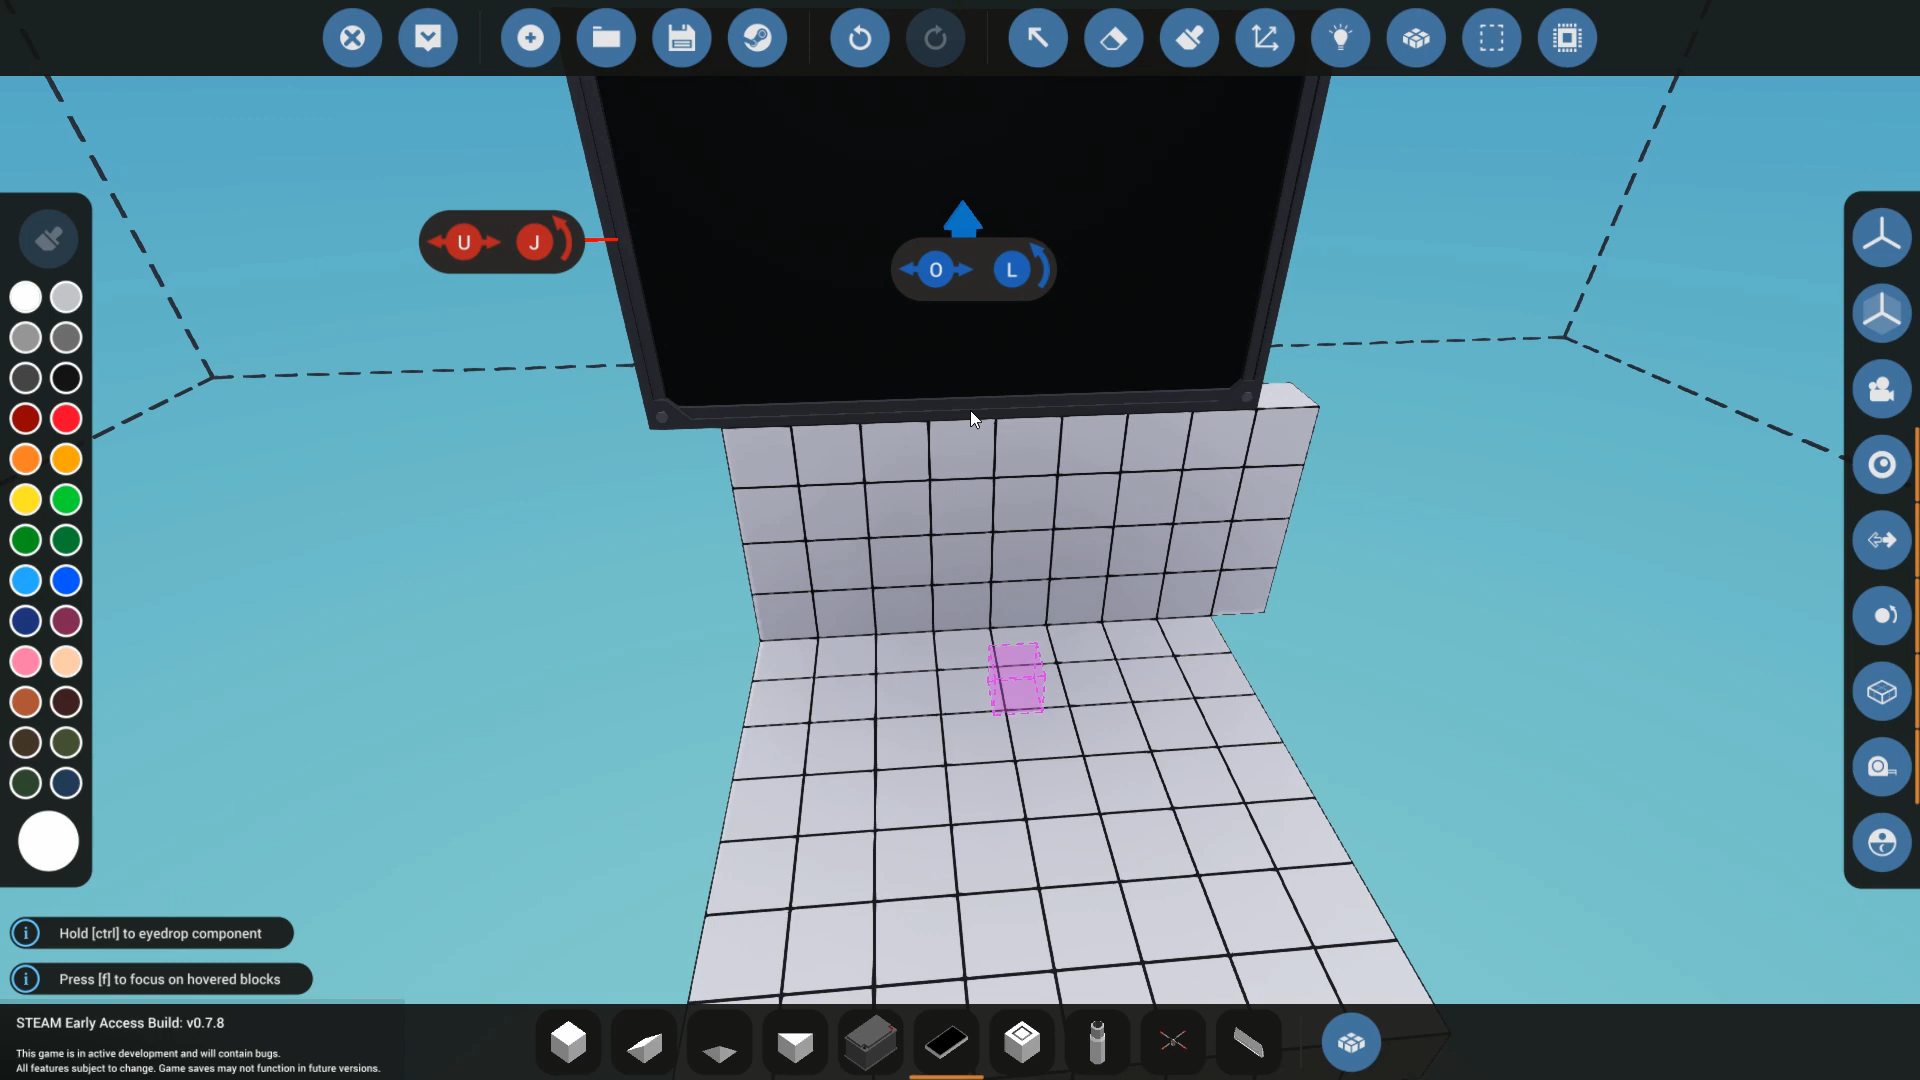 U J
O L
Hold [ctrl] to eyedrop component
Press [f] to focus on hovered blocks
STEAM Early Access Build: v0.7.8
This game is in active development and will contain bugs.
All features subject to change. Game saves may not function in future versions.